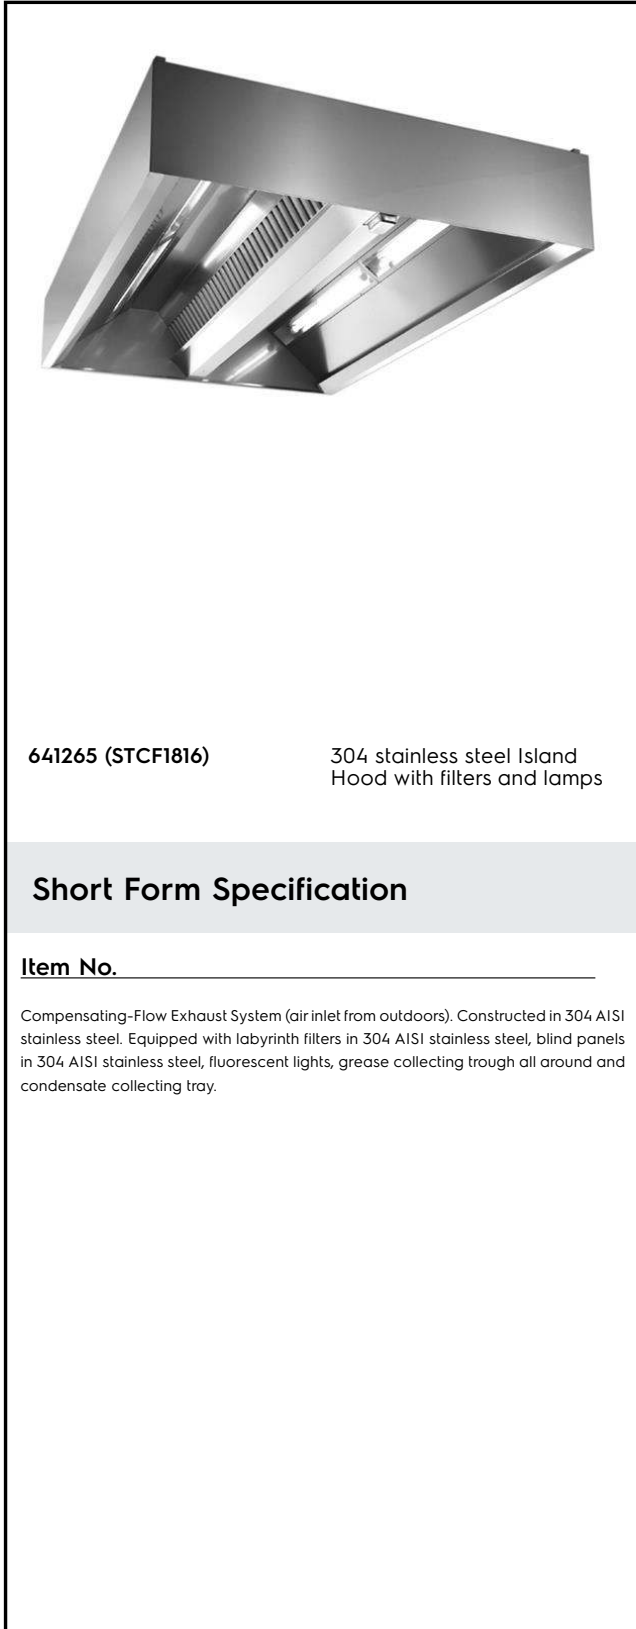 641265 (STCF1816)
304 stainless steel Island
Hood with filters and lamps
Short Form Specification
Item No.
Compensating-Flow Exhaust System (air inlet from outdoors). Constructed in 304 AISI
stainless steel. Equipped with labyrinth filters in 304 AISI stainless steel, blind panels
in 304 AISI stainless steel, fluorescent lights, grease collecting trough all around and
condensate collecting tray.